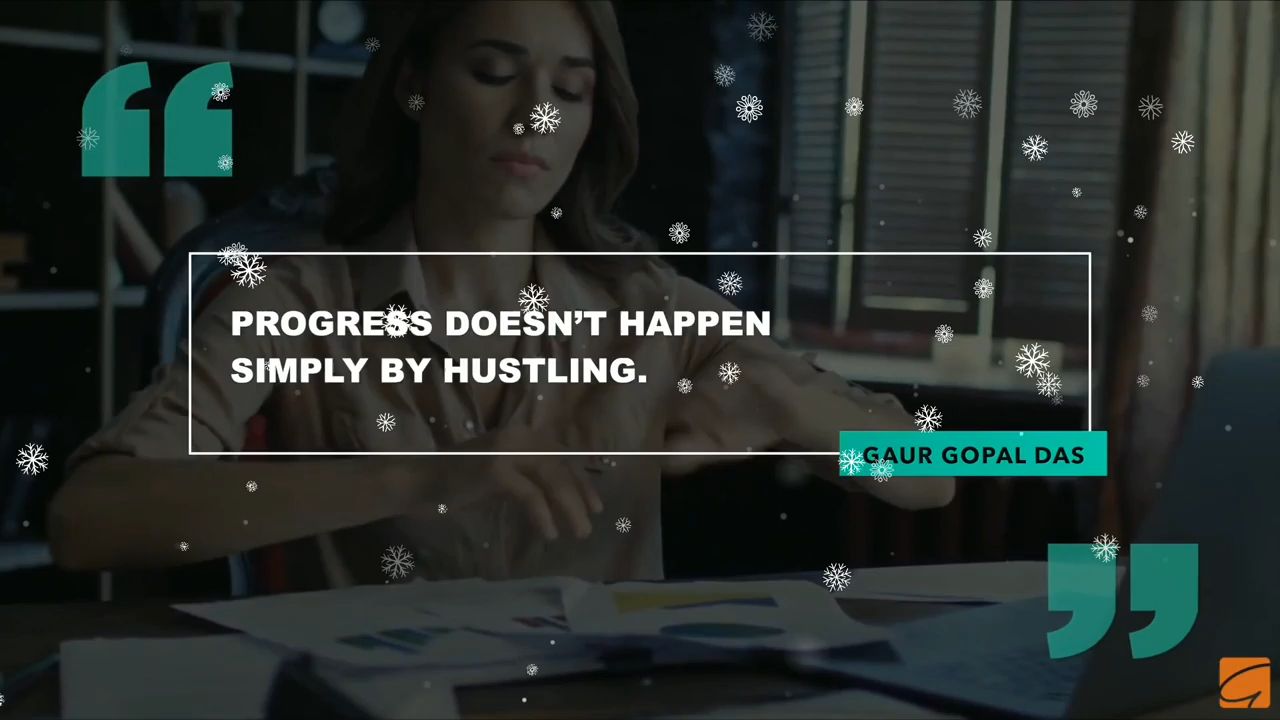 PROGRESS DOESN’T HAPPEN
SIMPLY BY HUSTLING.
GAUR GOPAL DAS